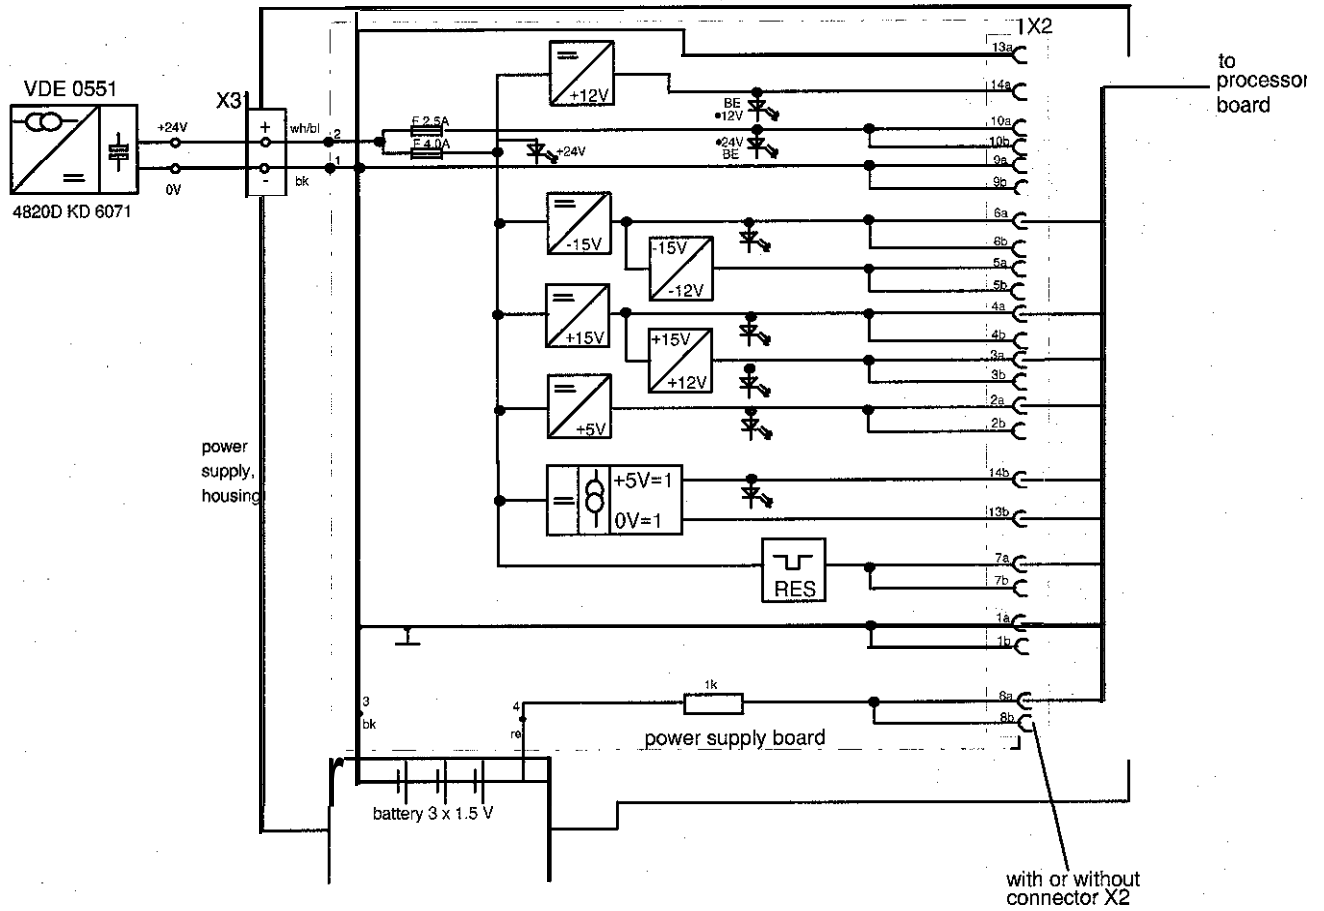 1X2
to
processor
board
VDE 0551
X3
+24V
0V
4820D KD 6071
+
-
wh/bl
bk
2
1
F 2.5A
F 4.0A
+24V
+12V
BE
+12V
+24V
BE
13a
14a
10a
10b
9a
9b
-15V
-15V
-12V
6a
6b
5a
5b
+15V
+15V
+12V
4a
4b
3a
3b
+5V
2a
2b
power
supply,
housing
+5V=1
0V=1
14b
13b
RES
7a
7b
1a
1b
3
bk
4
re
1k
8a
8b
power supply board
battery 3 x 1.5 V
with or without
connector X2